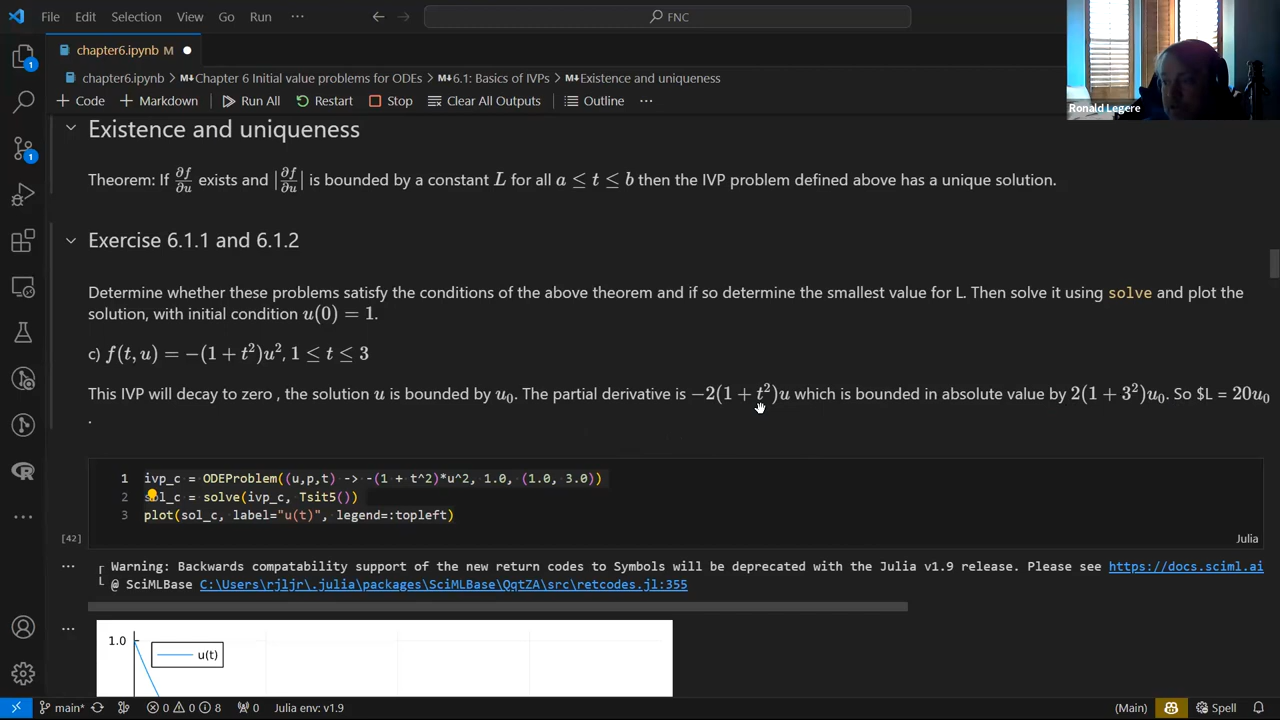 File Edit Selection View Go Run ··· FNC
chapter6.ipynb M
chapter6.ipynb > M↓Chapter 6 Initial value problems for ODEs > M↓6.1: Basics of IVPs > M↓Existence and uniqueness
+ Code + Markdown Run All Restart Stop Clear All Outputs Outline ···
Ronald Legere
Existence and uniqueness
Theorem: If ∂f/∂u exists and |∂f/∂u| is bounded by a constant L for all a ≤ t ≤ b then the IVP problem defined above has a unique solution.
Exercise 6.1.1 and 6.1.2
Determine whether these problems satisfy the conditions of the above theorem and if so determine the smallest value for L. Then solve it using solve and plot the
solution, with initial condition u(0) = 1.
c) f(t, u) = −(1 + t²)u², 1 ≤ t ≤ 3
This IVP will decay to zero , the solution u is bounded by u₀. The partial derivative is −2(1 + t²)u which is bounded in absolute value by 2(1 + 3²)u₀. So $L = 20u₀
.
1 ivp_c = ODEProblem((u,p,t) -> -(1 + t^2)*u^2, 1.0, (1.0, 3.0))
2 sol_c = solve(ivp_c, Tsit5())
3 plot(sol_c, label="u(t)", legend=:topleft)
[42] Julia
Warning: Backwards compatability support of the new return codes to Symbols will be deprecated with the Julia v1.9 release. Please see https://docs.sciml.ai
@ SciMLBase C:\Users\rjljr\.julia\packages\SciMLBase\QqtZA\src\retcodes.jl:355
1.0 u(t)
main* 0 0 8 0 Julia env: v1.9 (Main) Spell